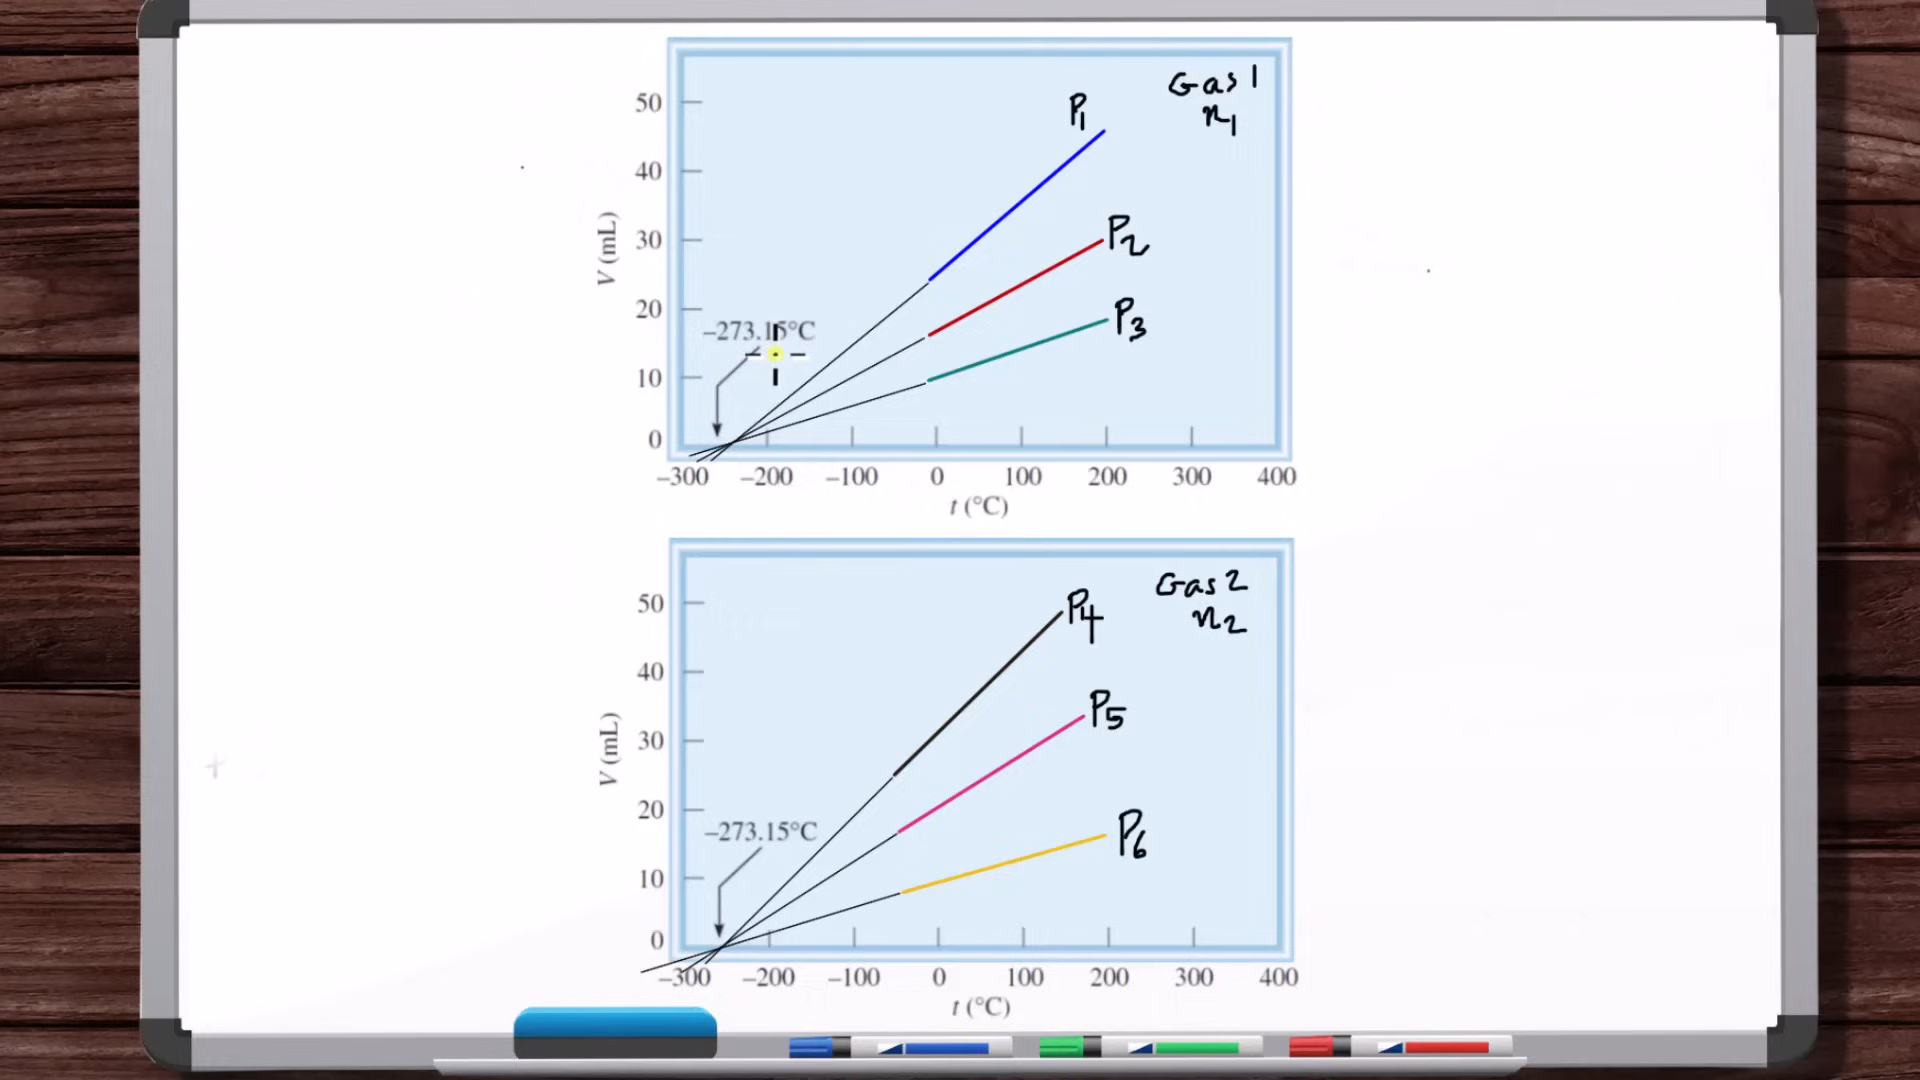 Gas 1
n1
P1
50
40
P2
30
V (mL)
P3
20
–273.15°C
10
0
–300 –200 –100 0 100 200 300 400
t (°C)
Gas 2
n2
P4
50
40
P5
30
V (mL)
P6
20
–273.15°C
10
0
–300 –200 –100 0 100 200 300 400
t (°C)